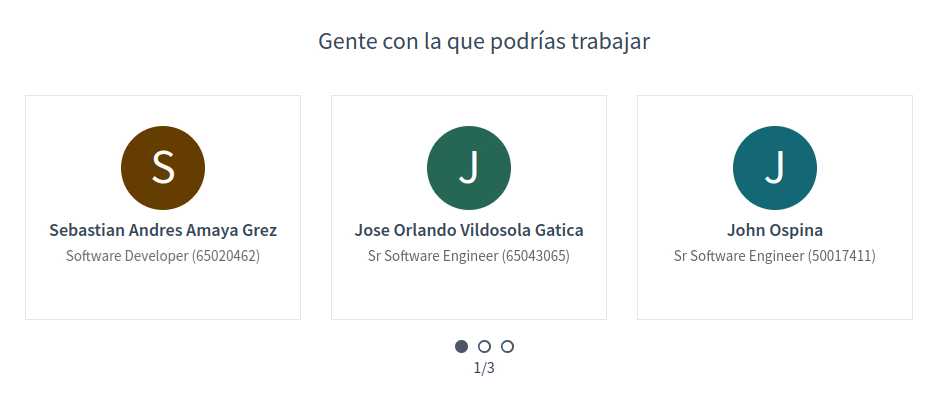 Gente con la que podrías trabajar
S
Sebastian Andres Amaya Grez
Software Developer (65020462)
J
Jose Orlando Vildosola Gatica
Sr Software Engineer (65043065)
J
John Ospina
Sr Software Engineer (50017411)
1/3